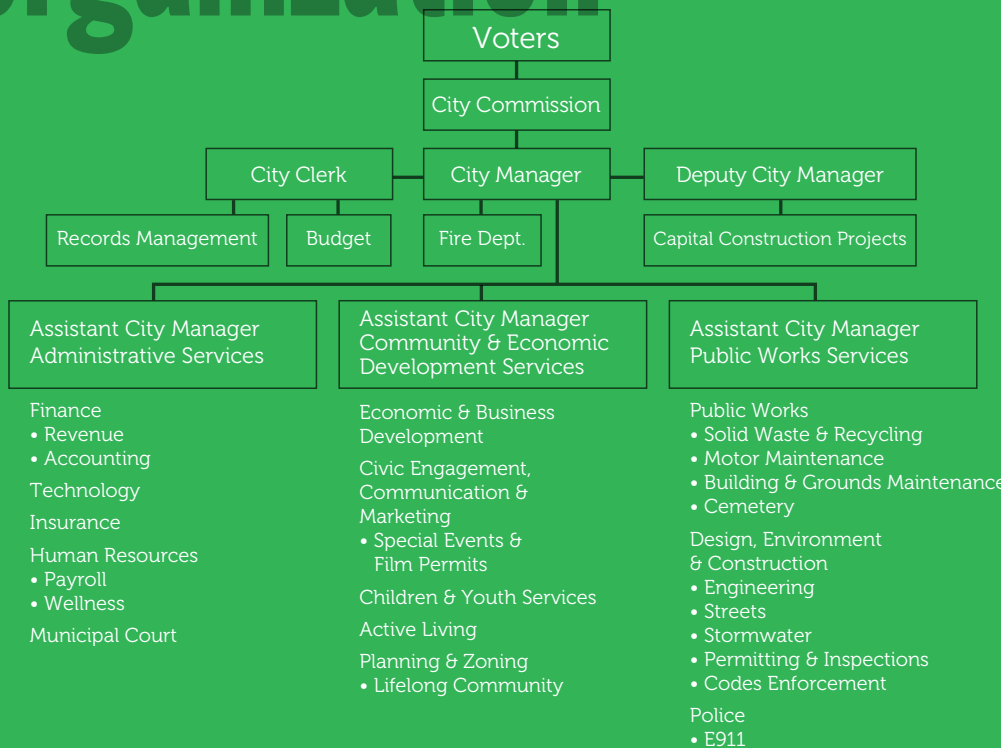 organization
Voters
City Commission
City Clerk
City Manager
Deputy City Manager
Records Management
Budget
Fire Dept.
Capital Construction Projects
Assistant City Manager
Administrative Services
Finance
• Revenue
• Accounting
Technology
Insurance
Human Resources
• Payroll
• Wellness
Municipal Court
Assistant City Manager
Community & Economic
Development Services
Economic & Business
Development
Civic Engagement,
Communication &
Marketing
• Special Events &
Film Permits
Children & Youth Services
Active Living
Planning & Zoning
• Lifelong Community
Assistant City Manager
Public Works Services
Public Works
• Solid Waste & Recycling
• Motor Maintenance
• Building & Grounds Maintenance
• Cemetery
Design, Environment
& Construction
• Engineering
• Streets
• Stormwater
• Permitting & Inspections
• Codes Enforcement
Police
• E911